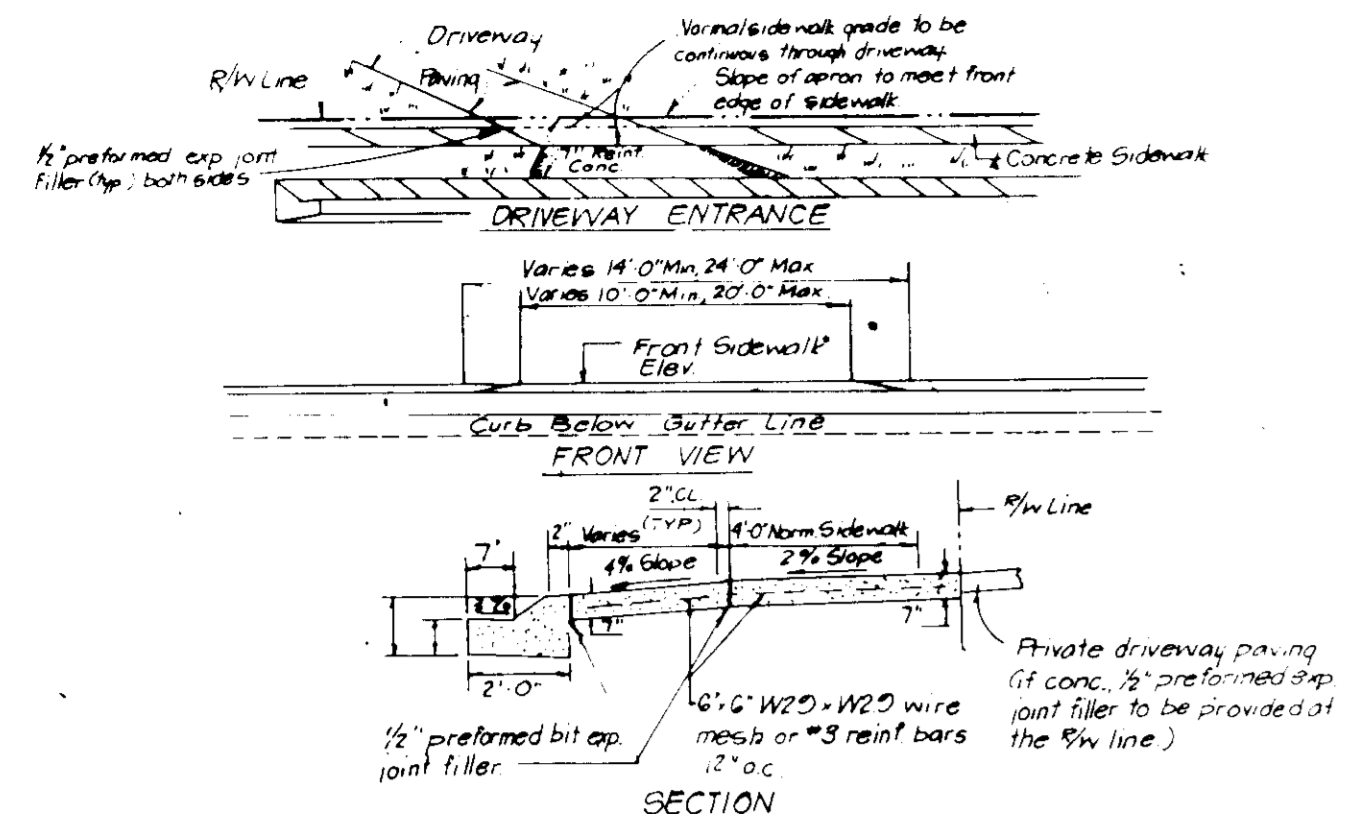 Driveway
Normal sidewalk grade to be
continuous through driveway.
R/W Line
Paving
Slope of apron to meet front
edge of sidewalk.
1/2" preformed exp joint
filler (typ.) both sides
7" Reinf.
Conc.
Concrete Sidewalk
DRIVEWAY ENTRANCE
Varies 14'-0" Min, 24'-0" Max
Varies 10'-0" Min, 20'-0" Max.
Front Sidewalk
Elev.
Curb Below Gutter Line
FRONT VIEW
2" CL.
(TYP)
R/W Line
2"
Varies
4'-0" Norm. Sidewalk
7"
4% Slope
2% Slope
7"
7"
2'-0"
Private driveway paving
(if conc., 1/2" preformed exp.
joint filler to be provided at
the R/W line.)
6"x6" W2.9 x W2.9 wire
mesh or #3 reinf. bars
12" o.c.
1/2" preformed bit exp.
joint filler.
SECTION